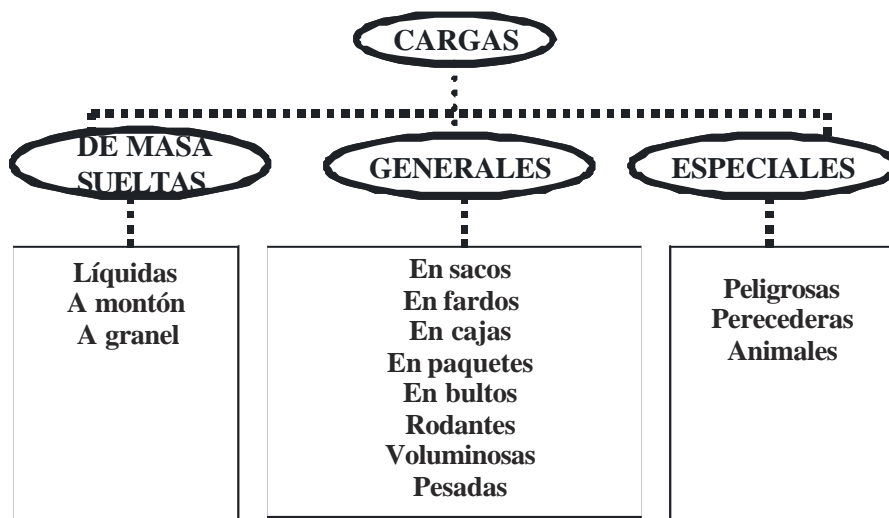 CARGAS
DE MASA
SUELTAS
GENERALES
ESPECIALES
Líquidas
A montón
A granel
En sacos
En fardos
En cajas
En paquetes
En bultos
Rodantes
Voluminosas
Pesadas
Peligrosas
Perecederas
Animales